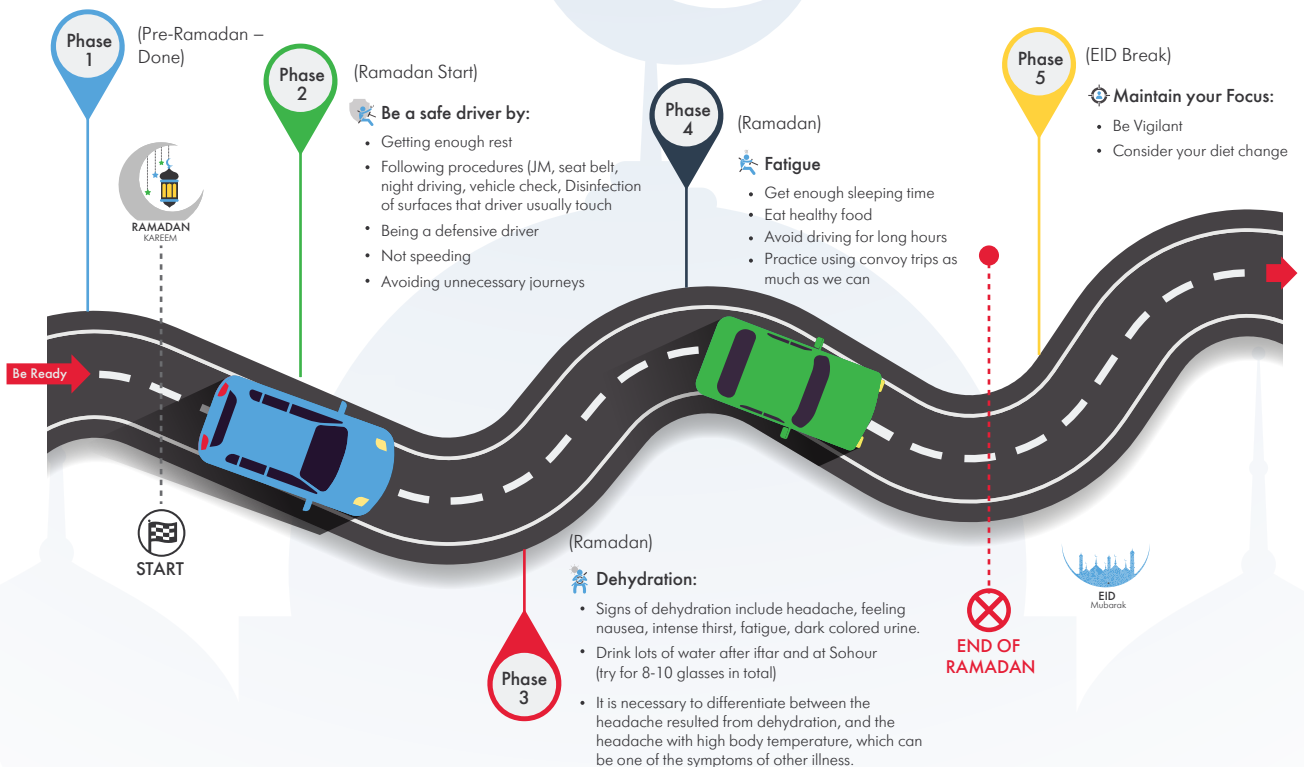 Phase
1
(Pre-Ramadan –
Done)
RAMADAN
KAREEM
Be Ready
START
Phase
2
(Ramadan Start)
Be a safe driver by:
• Getting enough rest
• Following procedures (JM, seat belt,
night driving, vehicle check, Disinfection
of surfaces that driver usually touch
• Being a defensive driver
• Not speeding
• Avoiding unnecessary journeys
Phase
3
(Ramadan)
Dehydration:
• Signs of dehydration include headache, feeling
nausea, intense thirst, fatigue, dark colored urine.
• Drink lots of water after iftar and at Sohour
(try for 8-10 glasses in total)
• It is necessary to differentiate between the
headache resulted from dehydration, and the
headache with high body temperature, which can
be one of the symptoms of other illness.
Phase
4
(Ramadan)
Fatigue
• Get enough sleeping time
• Eat healthy food
• Avoid driving for long hours
• Practice using convoy trips as
much as we can
END OF
RAMADAN
Phase
5
(EID Break)
Maintain your Focus:
• Be Vigilant
• Consider your diet change
EID
Mubarak